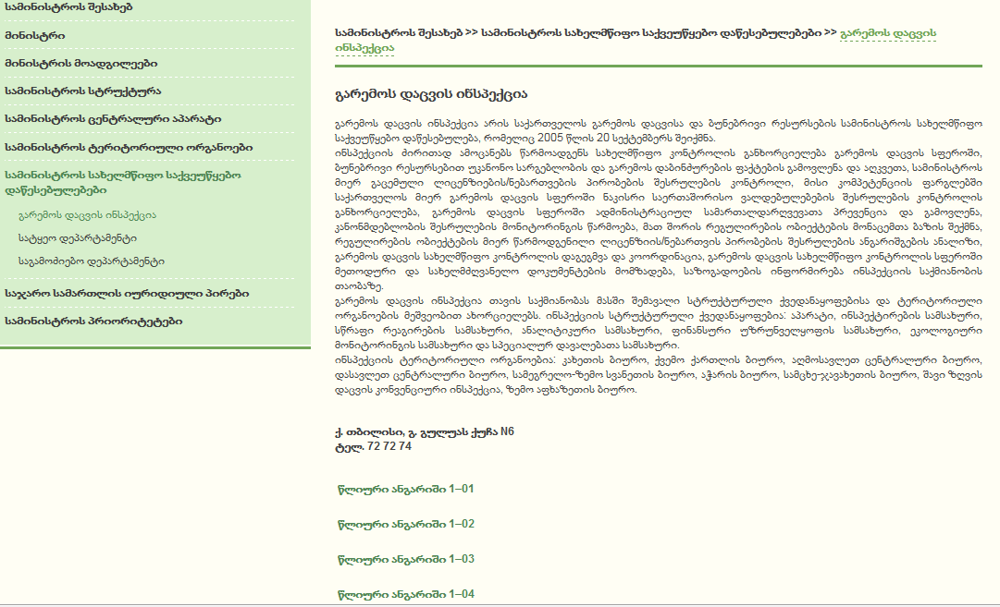 სამინისტროს შესახებ
მინისტრი
მინისტრის მოადგილეები
სამინისტროს სტრუქტურა
სამინისტროს ცენტრალური აპარატი
სამინისტროს ტერიტორიული ორგანოები
სამინისტროს სახელმწიფო საქვეუწყებო
დაწესებულებები
გარემოს დაცვის ინსპექცია
სატყეო დეპარტამენტი
საგამოძიებო დეპარტამენტი
საჯარო სამართლის იურიდიული პირები
სამინისტროს პრიორიტეტები
სამინისტროს შესახებ >> სამინისტროს სახელმწიფო საქვეუწყებო დაწესებულებები >> გარემოს დაცვის
ინსპექცია
გარემოს დაცვის ინსპექცია
გარემოს დაცვის ინსპექცია არის საქართველოს გარემოს დაცვისა და ბუნებრივი რესურსების სამინისტროს სახელმწიფო
საქვეუწყებო დაწესებულება, რომელიც 2005 წლის 20 სექტემბერს შეიქმნა.
ინსპექციის ძირითად ამოცანებს წარმოადგენს სახელმწიფო კონტროლის განხორციელება გარემოს დაცვის სფეროში,
ბუნებრივი რესურსებით უკანონო სარგებლობის და გარემოს დაბინძურების ფაქტების გამოვლენა და აღკვეთა, სამინისტროს
მიერ გაცემული ლიცენზიების/ნებართვების პირობების შესრულების კონტროლი, მისი კომპეტენციის ფარგლებში
საქართველოს მიერ გარემოს დაცვის სფეროში ნაკისრი საერთაშორისო ვალდებულებების შესრულების კონტროლის
განხორციელება, გარემოს დაცვის სფეროში ადმინისტრაციულ სამართალდარღვევათა პრევენცია და გამოვლენა,
კანონმდებლობის შესრულების მონიტორინგის წარმოება, მათ შორის რეგულირების ობიექტების მონაცემთა ბაზის შექმნა,
რეგულირების ობიექტების მიერ წარმოდგენილი ლიცენზიის/ნებართვის პირობების შესრულების ანგარიშგების ანალიზი,
გარემოს დაცვის სახელმწიფო კონტროლის დაგეგმვა და კოორდინაცია, გარემოს დაცვის სახელმწიფო კონტროლის სფეროში
მეთოდური და სახელმძღვანელო დოკუმენტების მომზადება, საზოგადოების ინფორმირება ინსპექციის საქმიანობის
თაობაზე.
გარემოს დაცვის ინსპექცია თავის საქმიანობას მასში შემავალი სტრუქტურული ქვედანაყოფებისა და ტერიტორიული
ორგანოების მეშვეობით ახორციელებს. ინსპექციის სტრუქტურული ქვედანაყოფებია: აპარატი, ინსპექტირების სამსახური,
სწრაფი რეაგირების სამსახური, ანალიტიკური სამსახური, ფინანსური უზრუნველყოფის სამსახური, ეკოლოგიური
მონიტორინგის სამსახური და სპეციალურ დავალებათა სამსახური.
ინსპექციის ტერიტორიული ორგანოებია: კახეთის ბიურო, ქვემო ქართლის ბიურო, აღმოსავლეთ ცენტრალური ბიურო,
დასავლეთ ცენტრალური ბიურო, სამეგრელო-ზემო სვანეთის ბიურო, აჭარის ბიურო, სამცხე-ჯავახეთის ბიურო, შავი ზღვის
დაცვის კონვენციური ინსპექცია, ზემო აფხაზეთის ბიურო.
ქ. თბილისი, გ. გულუას ქუჩა N6
ტელ. 72 72 74
წლიური ანგარიში 1–01
წლიური ანგარიში 1–02
წლიური ანგარიში 1–03
წლიური ანგარიში 1–04